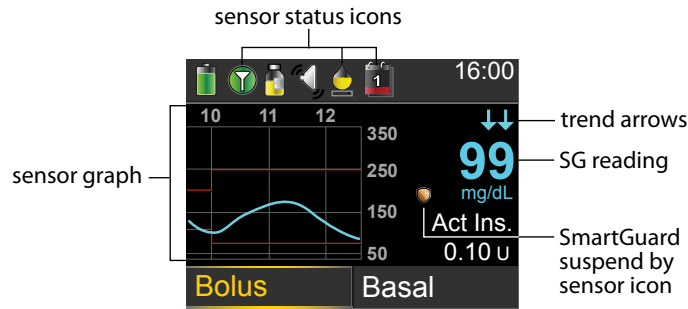 sensor status icons
1
16:00
10 11 12
350
250
150
50
99
mg/dL
Act Ins.
0.10 U
Bolus
Basal
sensor graph
trend arrows
SG reading
SmartGuard
suspend by
sensor icon